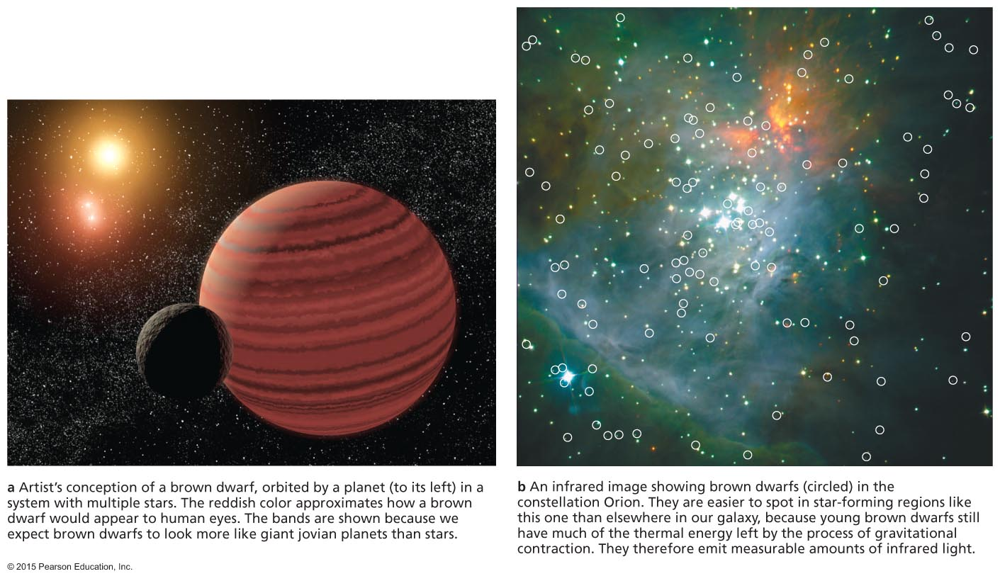 a Artist's conception of a brown dwarf, orbited by a planet (to its left) in a
system with multiple stars. The reddish color approximates how a brown
dwarf would appear to human eyes. The bands are shown because we
expect brown dwarfs to look more like giant jovian planets than stars.
b An infrared image showing brown dwarfs (circled) in the
constellation Orion. They are easier to spot in star-forming regions like
this one than elsewhere in our galaxy, because young brown dwarfs still
have much of the thermal energy left by the process of gravitational
contraction. They therefore emit measurable amounts of infrared light.
© 2015 Pearson Education, Inc.